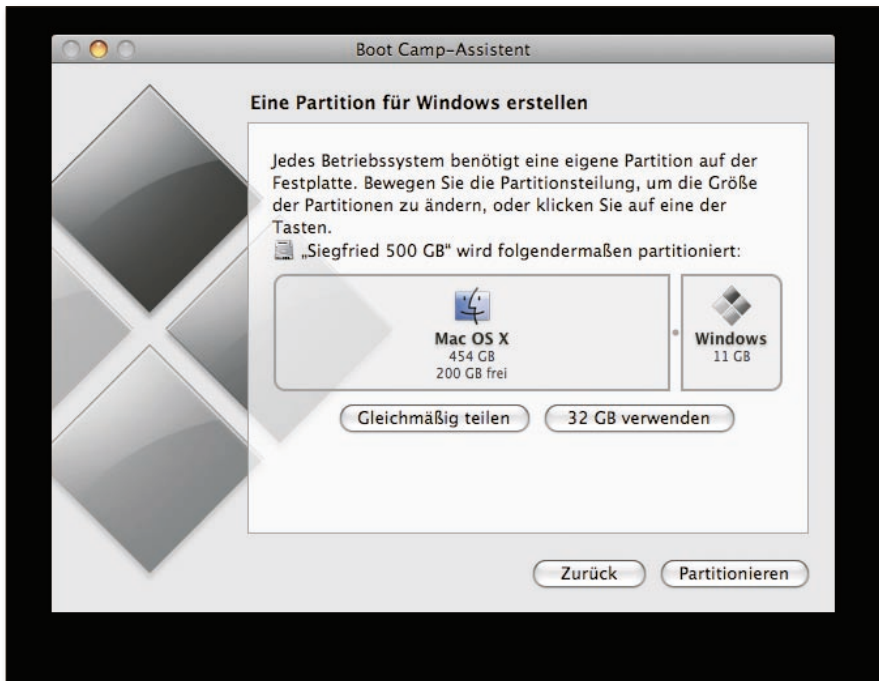 Boot Camp-Assistent
Eine Partition für Windows erstellen
Jedes Betriebssystem benötigt eine eigene Partition auf der
Festplatte. Bewegen Sie die Partitionsteilung, um die Größe
der Partitionen zu ändern, oder klicken Sie auf eine der
Tasten.
„Siegfried 500 GB“ wird folgendermaßen partitioniert:
Mac OS X
454 GB
200 GB frei
Windows
11 GB
Gleichmäßig teilen
32 GB verwenden
Zurück
Partitionieren